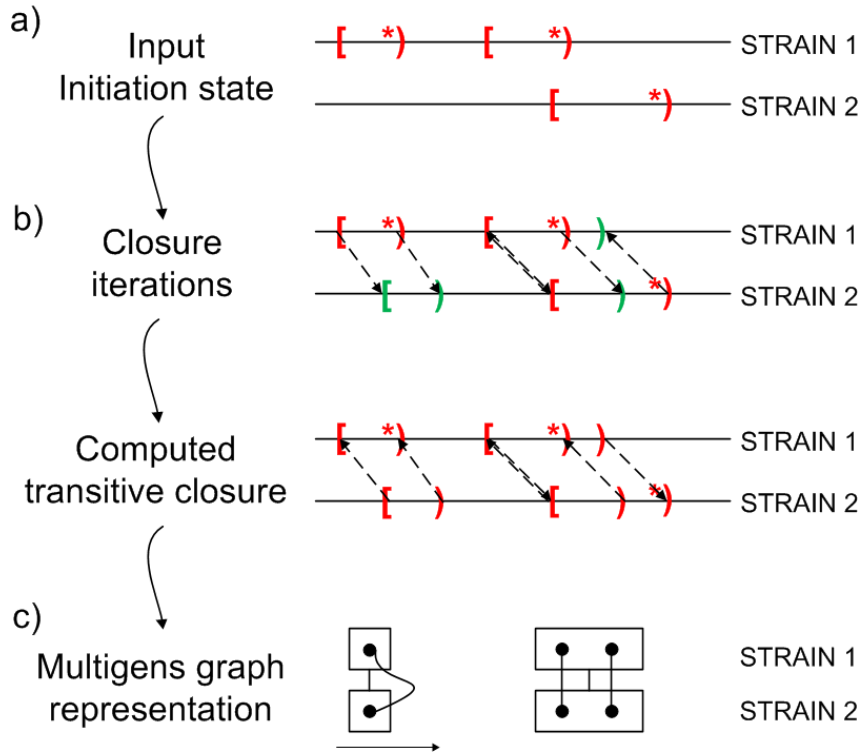 a)
Input
Initiation state
[ *) [ *) STRAIN 1
[ *) STRAIN 2
b)
Closure
iterations
[ *) [ *) ) STRAIN 1
[ ) [ ) *) STRAIN 2
Computed
transitive closure
[ *) [ *) ) STRAIN 1
[ ) [ ) *) STRAIN 2
c)
Multigens graph
representation
STRAIN 1
STRAIN 2